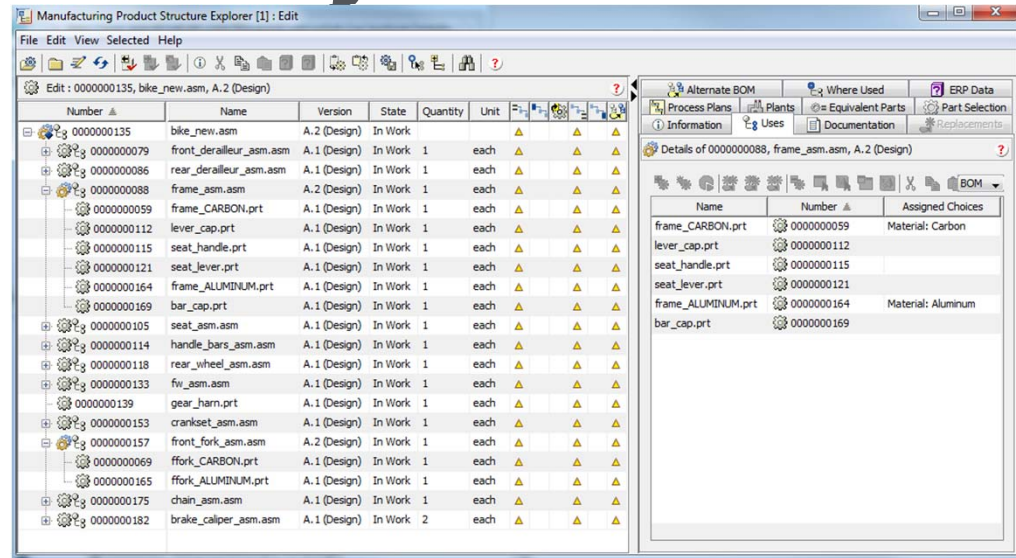 Manufacturing Product Structure Explorer [1] : Edit
File Edit View Selected Help
Edit : 0000000135, bike_new.asm, A.2 (Design)
Number Name Version State Quantity Unit
0000000135 bike_new.asm A.2 (Design) In Work
0000000079 front_derailleur_asm.asm A.1 (Design) In Work 1 each
0000000086 rear_derailleur_asm.asm A.1 (Design) In Work 1 each
0000000088 frame_asm.asm A.2 (Design) In Work 1 each
0000000059 frame_CARBON.prt A.1 (Design) In Work 1 each
0000000112 lever_cap.prt A.1 (Design) In Work 1 each
0000000115 seat_handle.prt A.1 (Design) In Work 1 each
0000000121 seat_lever.prt A.1 (Design) In Work 1 each
0000000164 frame_ALUMINUM.prt A.1 (Design) In Work 1 each
0000000169 bar_cap.prt A.1 (Design) In Work 1 each
0000000105 seat_asm.asm A.1 (Design) In Work 1 each
0000000114 handle_bars_asm.asm A.1 (Design) In Work 1 each
0000000118 rear_wheel_asm.asm A.1 (Design) In Work 1 each
0000000133 fw_asm.asm A.1 (Design) In Work 1 each
0000000139 gear_harn.prt A.1 (Design) In Work 1 each
0000000153 crankset_asm.asm A.1 (Design) In Work 1 each
0000000157 front_fork_asm.asm A.2 (Design) In Work 1 each
0000000069 ffork_CARBON.prt A.1 (Design) In Work 1 each
0000000165 ffork_ALUMINUM.prt A.1 (Design) In Work 1 each
0000000175 chain_asm.asm A.1 (Design) In Work 1 each
0000000182 brake_caliper_asm.asm A.1 (Design) In Work 2 each
Alternate BOM Where Used ERP Data
Process Plans Plants Equivalent Parts Part Selection
Information Uses Documentation Replacements
Details of 0000000088, frame_asm.asm, A.2 (Design)
BOM
Name Number Assigned Choices
frame_CARBON.prt 0000000059 Material: Carbon
lever_cap.prt 0000000112
seat_handle.prt 0000000115
seat_lever.prt 0000000121
frame_ALUMINUM.prt 0000000164 Material: Aluminum
bar_cap.prt 0000000169